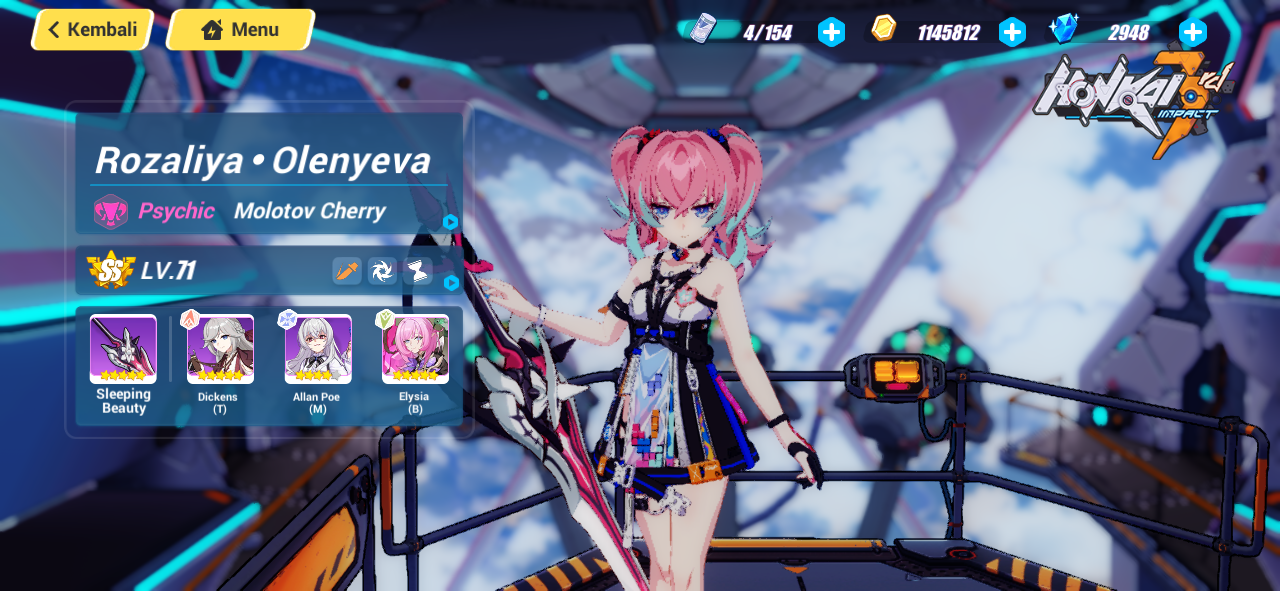 Kembali
Menu
4/154
1145812
2948
HONKAI 3rd
IMPACT
Rozaliya • Olenyeva
Psychic Molotov Cherry
SS LV.71
Sleeping
Beauty
Dickens
(T)
Allan Poe
(M)
Elysia
(B)